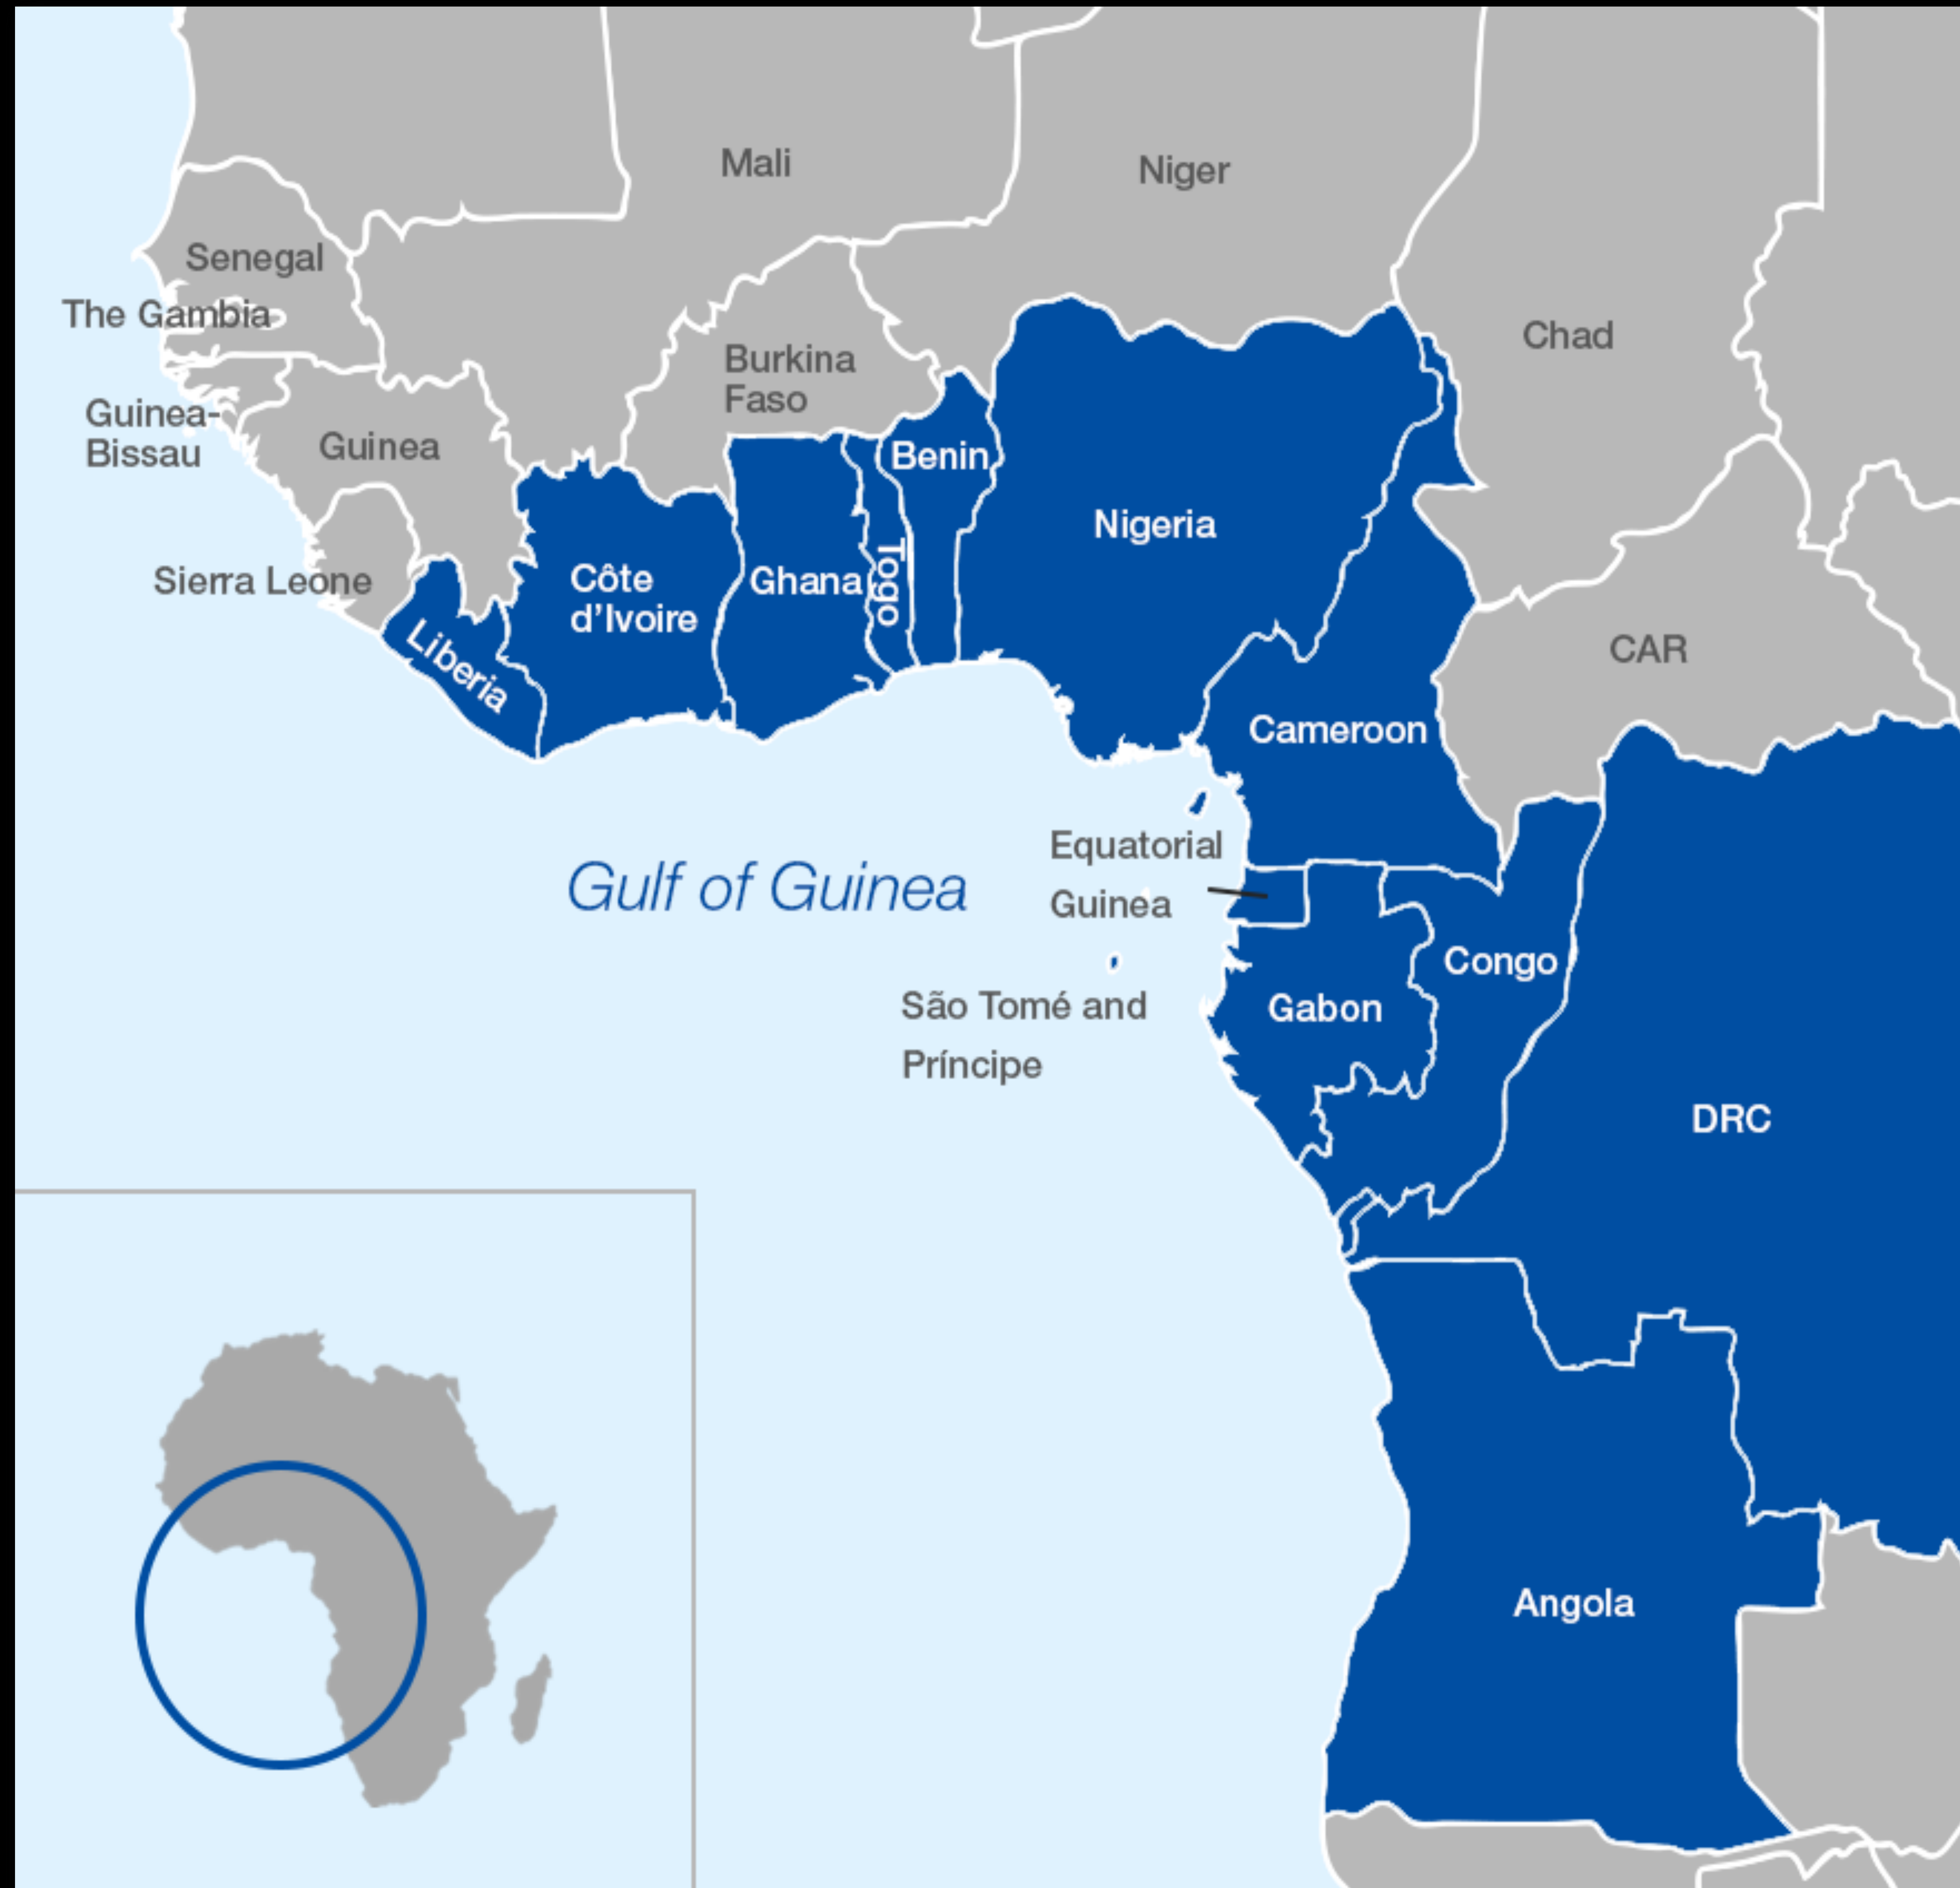 Mali
Niger
Senegal
The Gambia
Chad
Burkina
Faso
Guinea-
Bissau
Guinea
Benin
Nigeria
Sierra Leone
Côte
d’Ivoire
Ghana
Togo
Liberia
CAR
Cameroon
Equatorial
Guinea
Gulf of Guinea
Congo
São Tomé and
Príncipe
Gabon
DRC
Angola